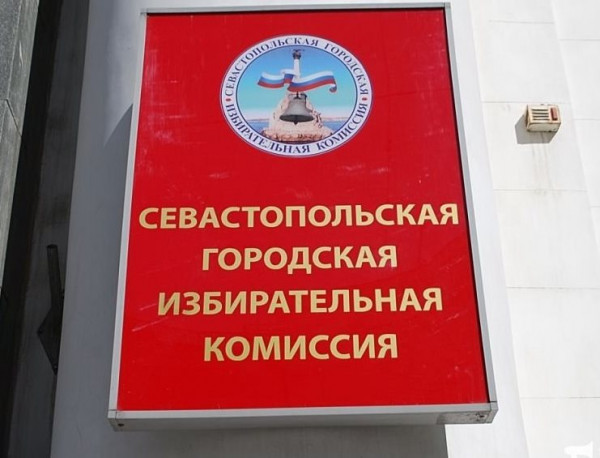 СЕВАСТОПОЛЬСКАЯ ГОРОДСКАЯ
ИЗБИРАТЕЛЬНАЯ КОМИССИЯ
СЕВАСТОПОЛЬСКАЯ
ГОРОДСКАЯ
ИЗБИРАТЕЛЬНАЯ
КОМИССИЯ